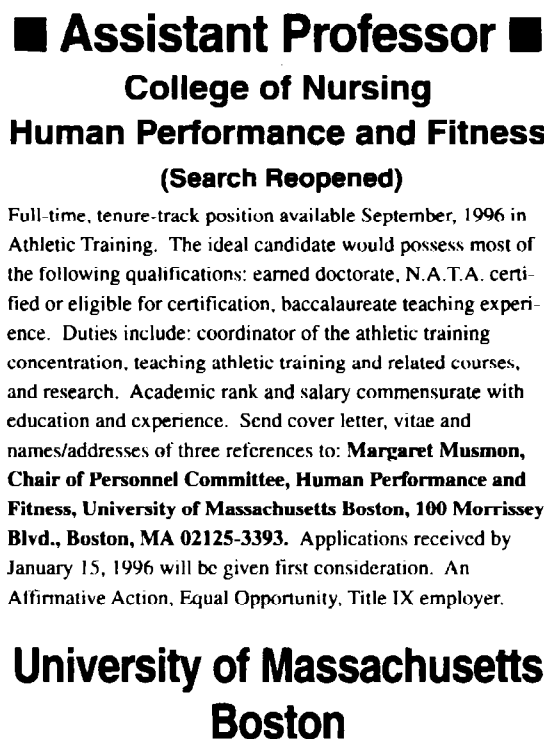 ■ Assistant Professor ■
College of Nursing
Human Performance and Fitness
(Search Reopened)
Full-time, tenure-track position available September, 1996 in
Athletic Training. The ideal candidate would possess most of
the following qualifications: earned doctorate, N.A.T.A. certi-
fied or eligible for certification, baccalaureate teaching experi-
ence. Duties include: coordinator of the athletic training
concentration, teaching athletic training and related courses,
and research. Academic rank and salary commensurate with
education and experience. Send cover letter, vitae and
names/addresses of three references to: Margaret Musmon,
Chair of Personnel Committee, Human Performance and
Fitness, University of Massachusetts Boston, 100 Morrissey
Blvd., Boston, MA 02125-3393. Applications received by
January 15, 1996 will be given first consideration. An
Affirmative Action, Equal Opportunity, Title IX employer.
University of Massachusetts
Boston